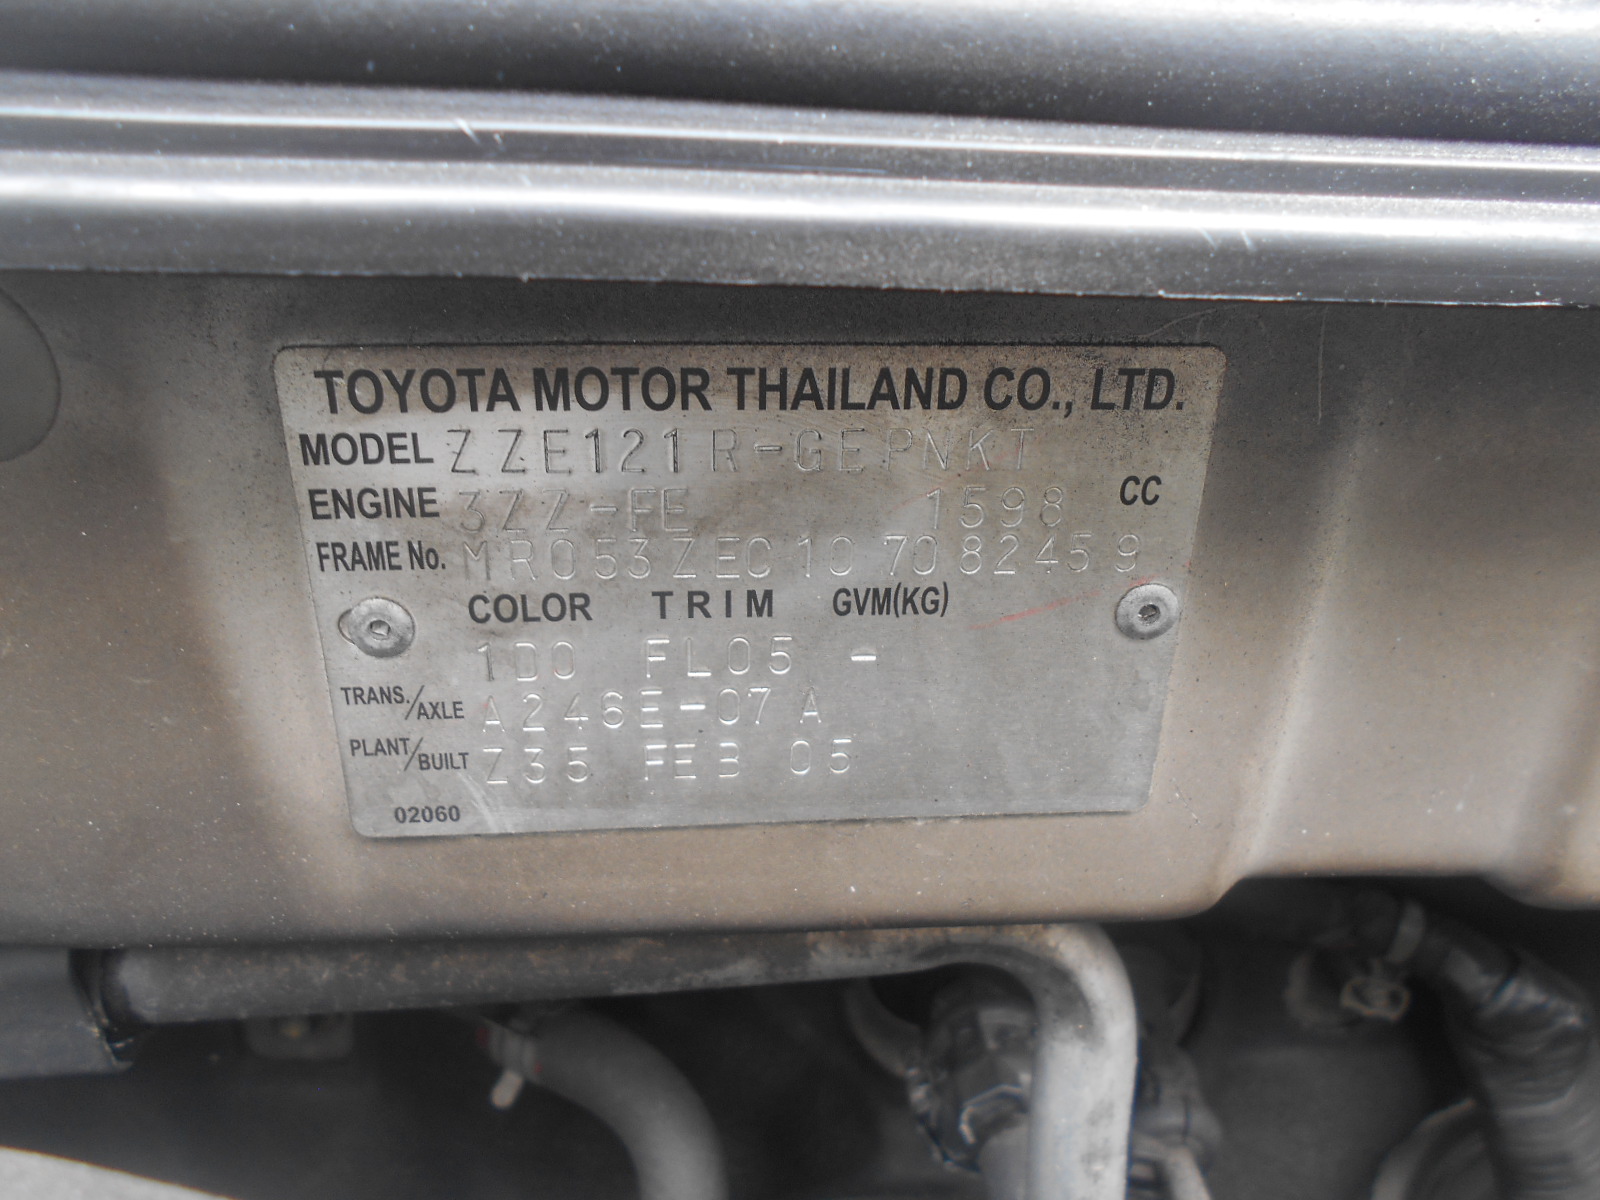 TOYOTA MOTOR THAILAND CO., LTD.
MODEL ZZE121R-GEPNKT
ENGINE 3ZZ-FE 1598 CC
FRAME No. MR053ZEC107082459
COLOR TRIM GVM(KG)
1D0 FL05 -
TRANS./AXLE A246E-07A
PLANT/BUILT Z35 FEB 05
02060